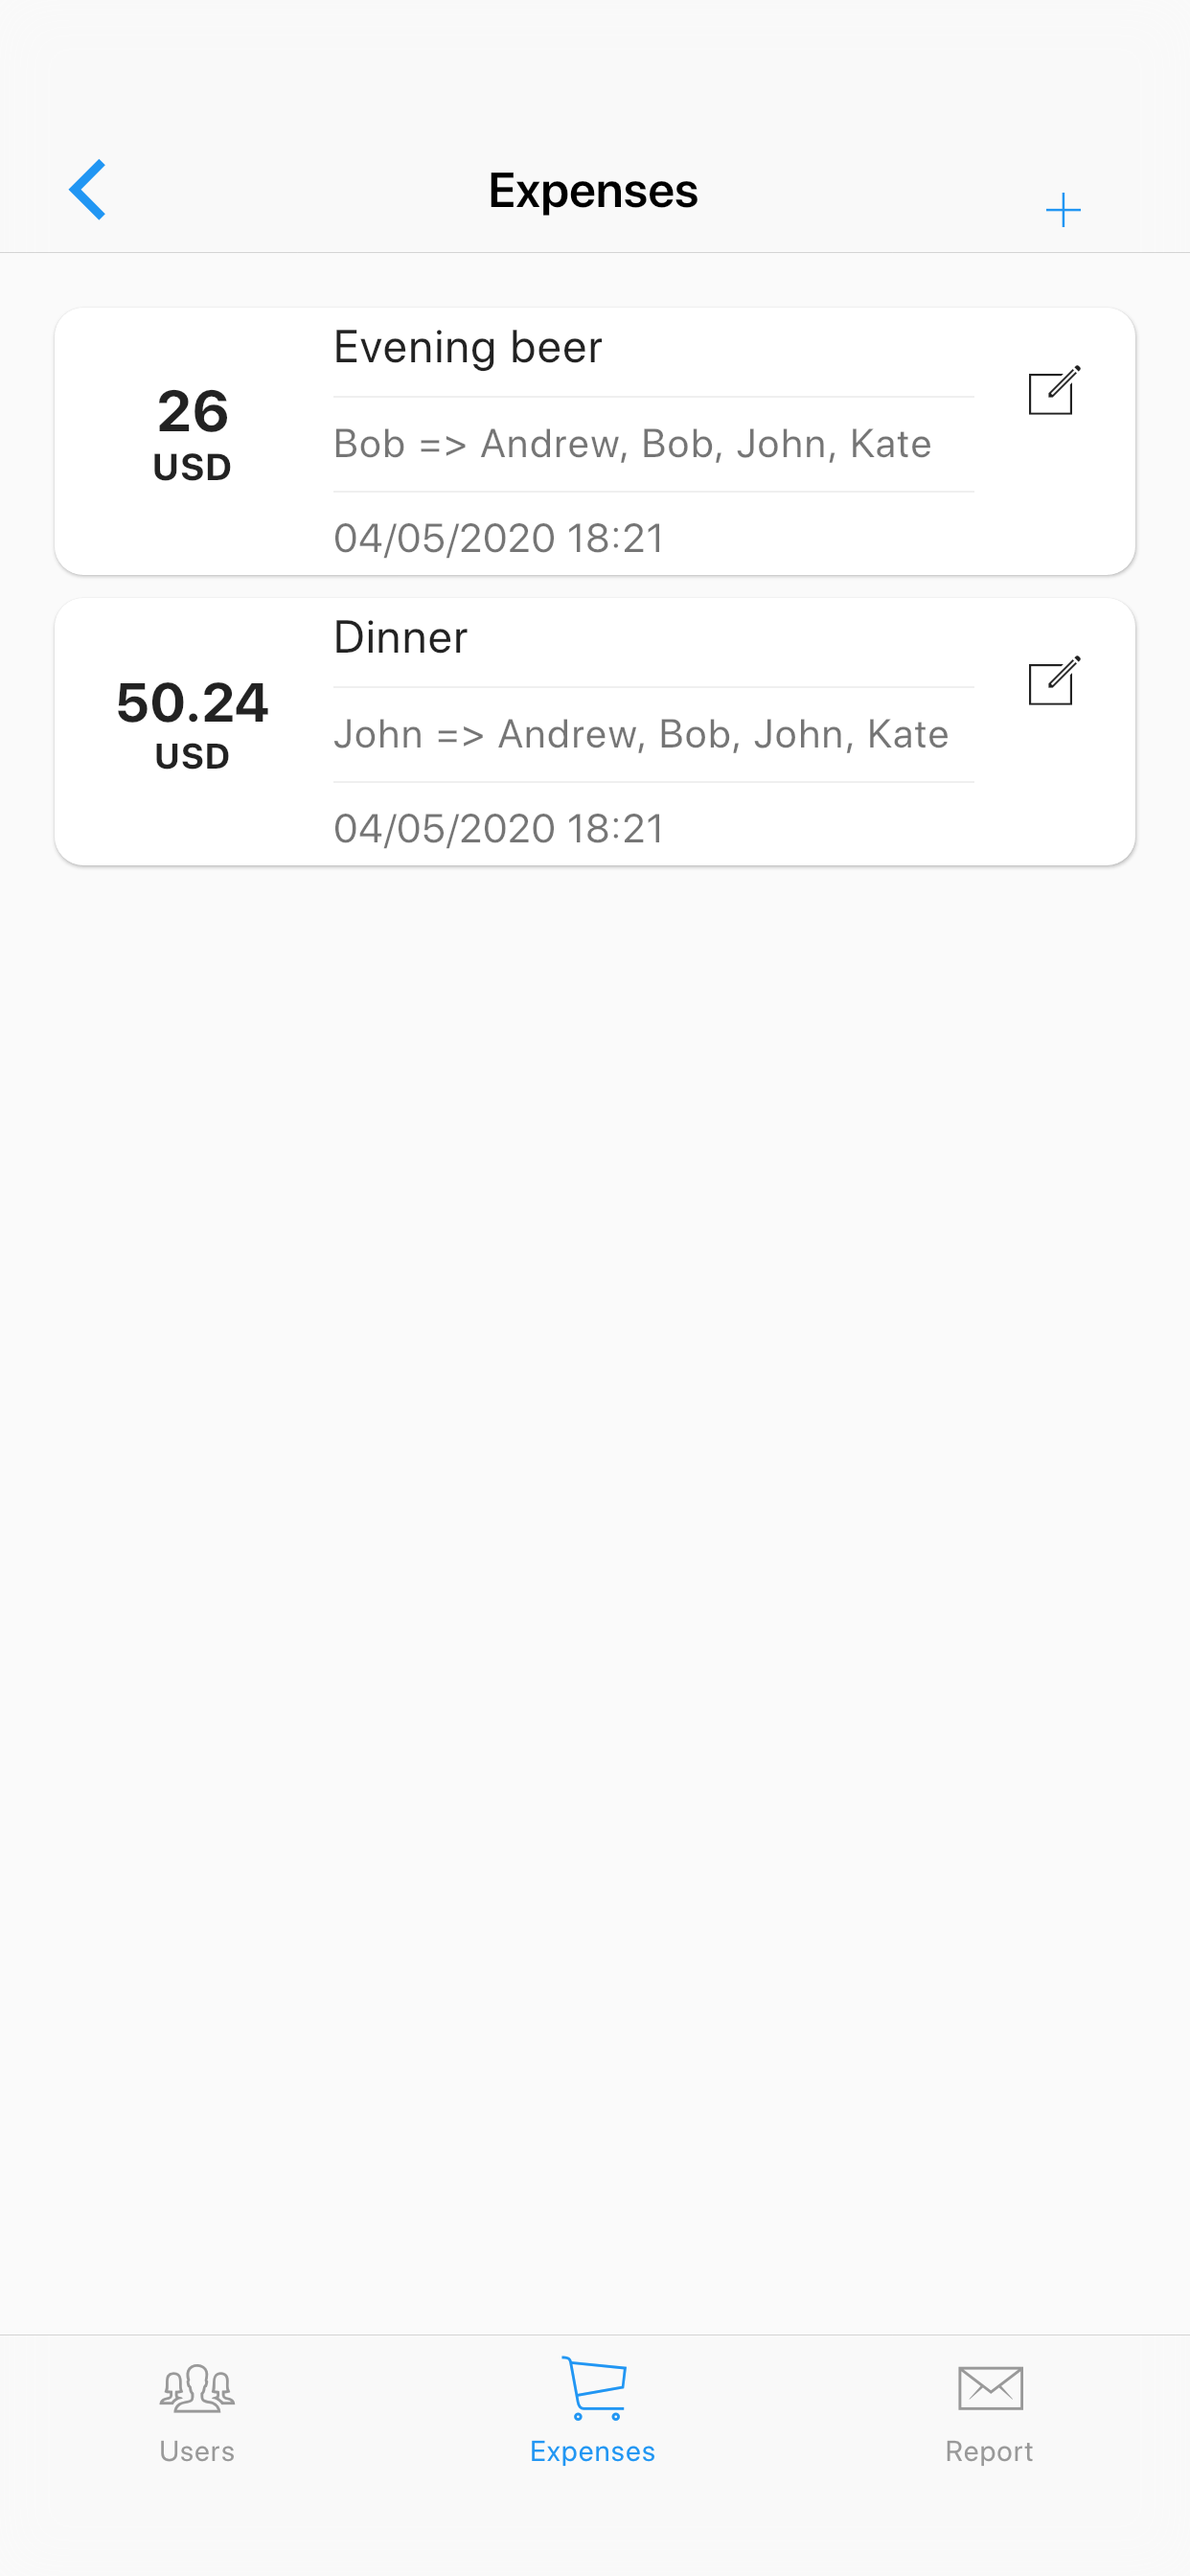 Expenses
26
USD
Evening beer
Bob => Andrew, Bob, John, Kate
04/05/2020 18:21
50.24
USD
Dinner
John => Andrew, Bob, John, Kate
04/05/2020 18:21
Users
Expenses
Report